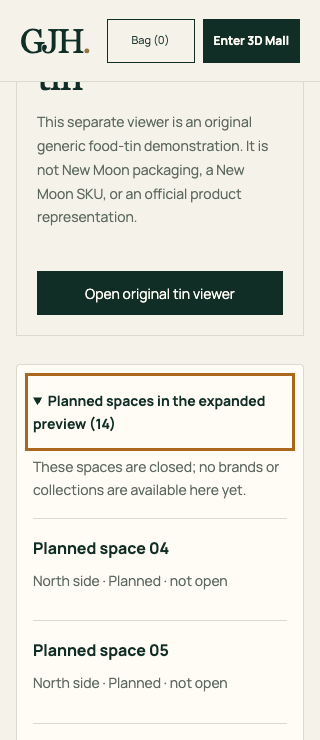 GJH.
Bag (0)
Enter 3D Mall
tin
This separate viewer is an original
generic food-tin demonstration. It is
not New Moon packaging, a New
Moon SKU, or an official product
representation.
Open original tin viewer
▼ Planned spaces in the expanded
preview (14)
These spaces are closed; no brands or
collections are available here yet.
Planned space 04
North side · Planned · not open
Planned space 05
North side · Planned · not open